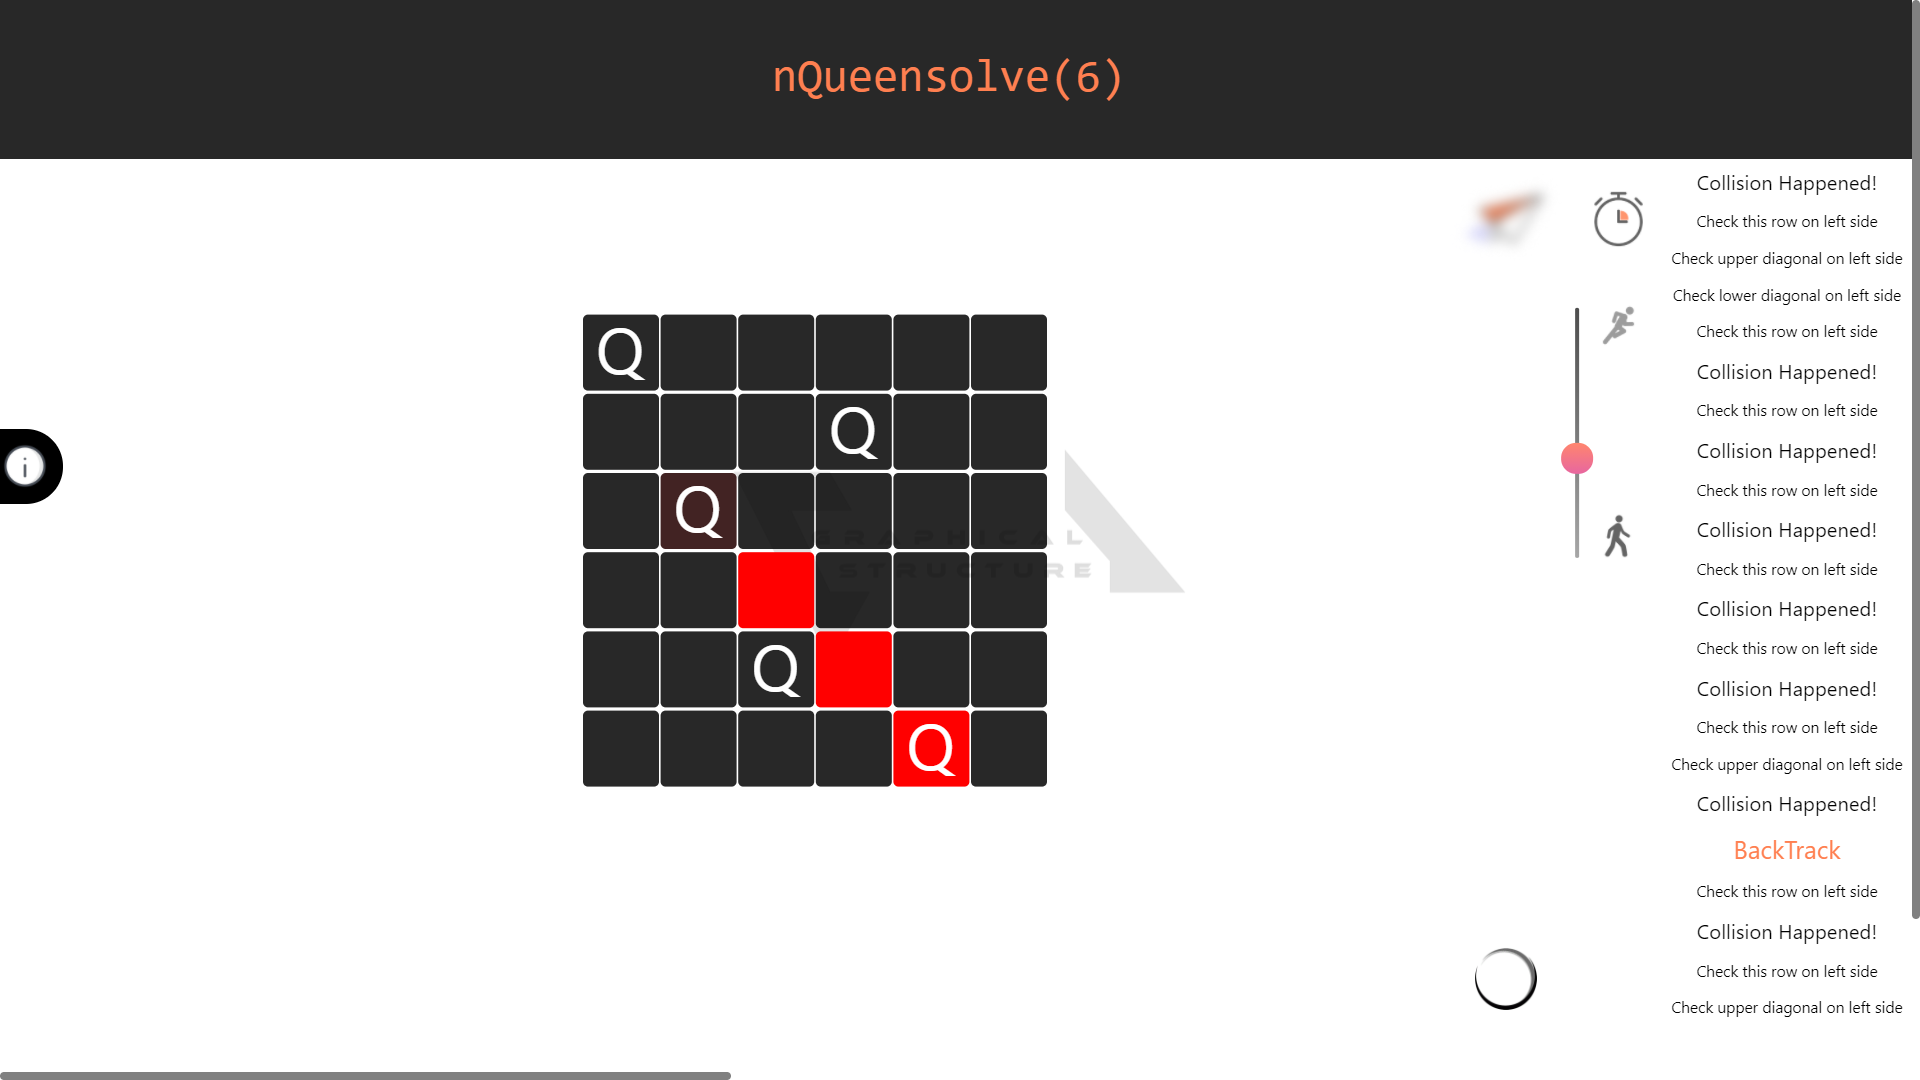 nQueensolve(6)
Q
Q
Q
Q
Q
GRAPHICAL
STRUCTURE
i
Collision Happened!
Check this row on left side
Check upper diagonal on left side
Check lower diagonal on left side
Check this row on left side
Collision Happened!
Check this row on left side
Collision Happened!
Check this row on left side
Collision Happened!
Check this row on left side
Collision Happened!
Check this row on left side
Collision Happened!
Check this row on left side
Check upper diagonal on left side
Collision Happened!
BackTrack
Check this row on left side
Collision Happened!
Check this row on left side
Check upper diagonal on left side